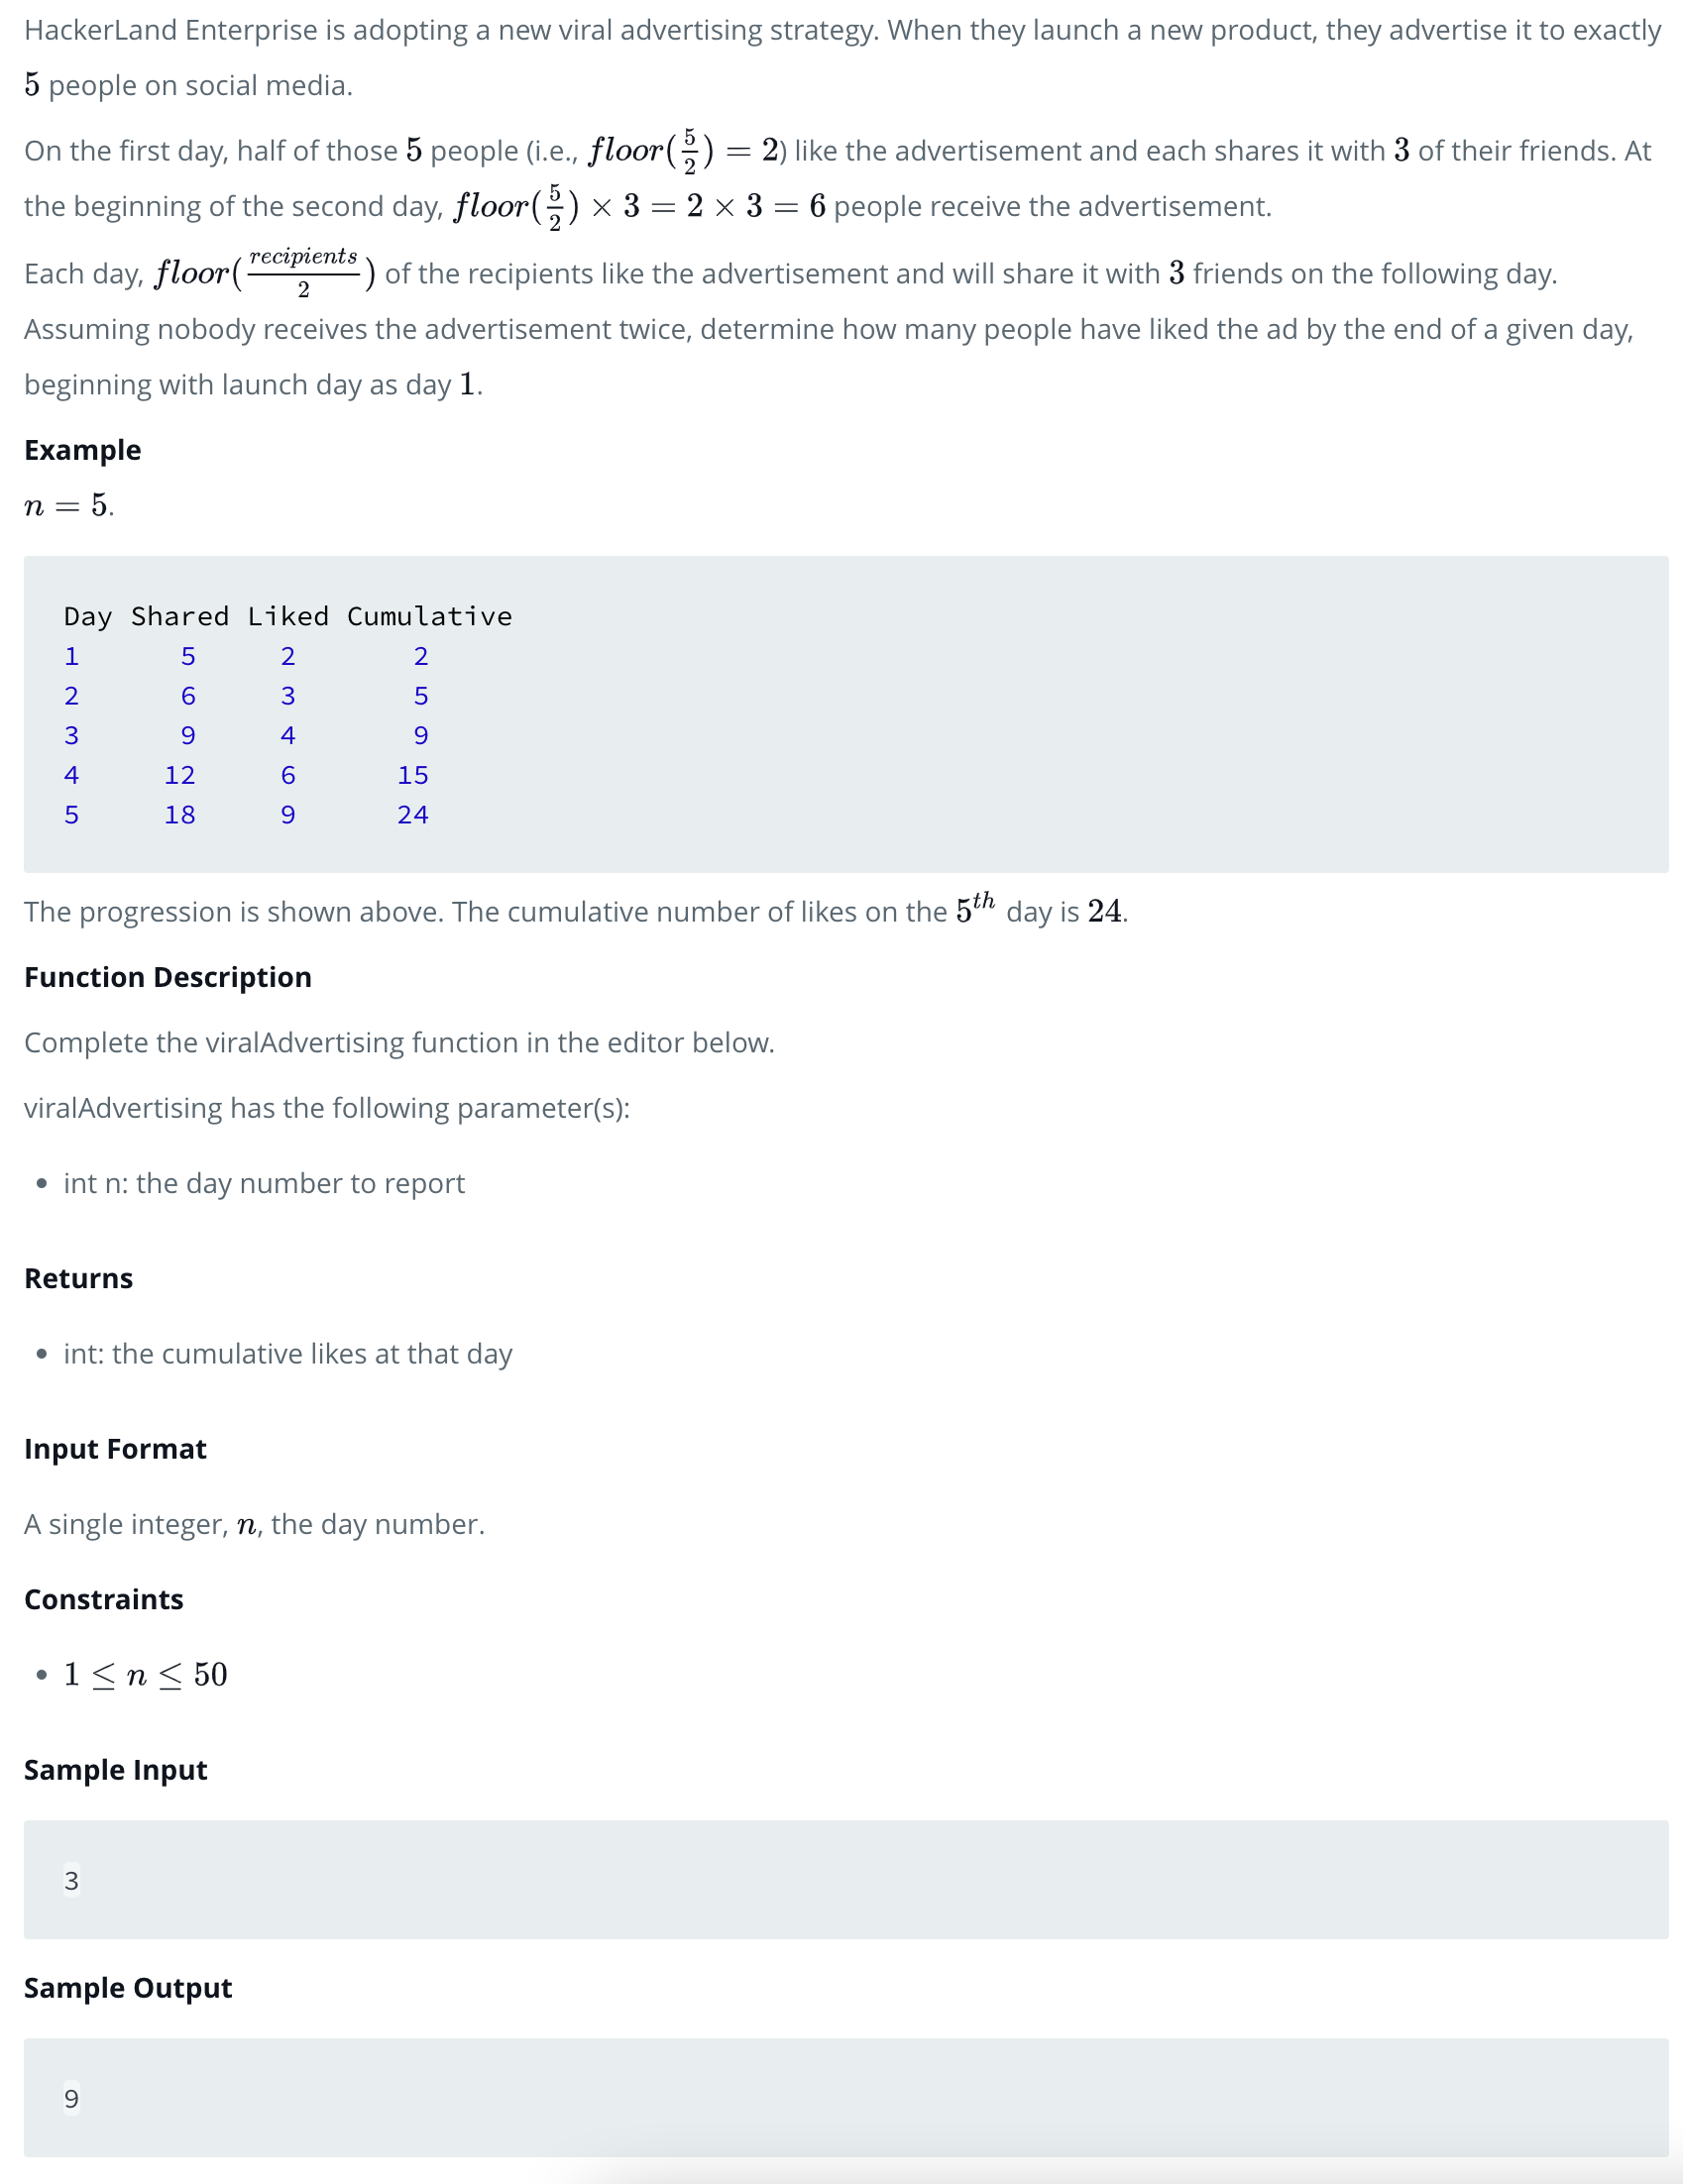 HackerLand Enterprise is adopting a new viral advertising strategy. When they launch a new product, they advertise it to exactly
5 people on social media.
On the first day, half of those 5 people (i.e., floor(5/2) = 2) like the advertisement and each shares it with 3 of their friends. At
the beginning of the second day, floor(5/2) × 3 = 2 × 3 = 6 people receive the advertisement.
Each day, floor(recipients/2) of the recipients like the advertisement and will share it with 3 friends on the following day.
Assuming nobody receives the advertisement twice, determine how many people have liked the ad by the end of a given day,
beginning with launch day as day 1.
Example
n = 5.
Day Shared Liked Cumulative
1 5 2 2
2 6 3 5
3 9 4 9
4 12 6 15
5 18 9 24
The progression is shown above. The cumulative number of likes on the 5th day is 24.
Function Description
Complete the viralAdvertising function in the editor below.
viralAdvertising has the following parameter(s):
• int n: the day number to report
Returns
• int: the cumulative likes at that day
Input Format
A single integer, n, the day number.
Constraints
• 1 ≤ n ≤ 50
Sample Input
3
Sample Output
9